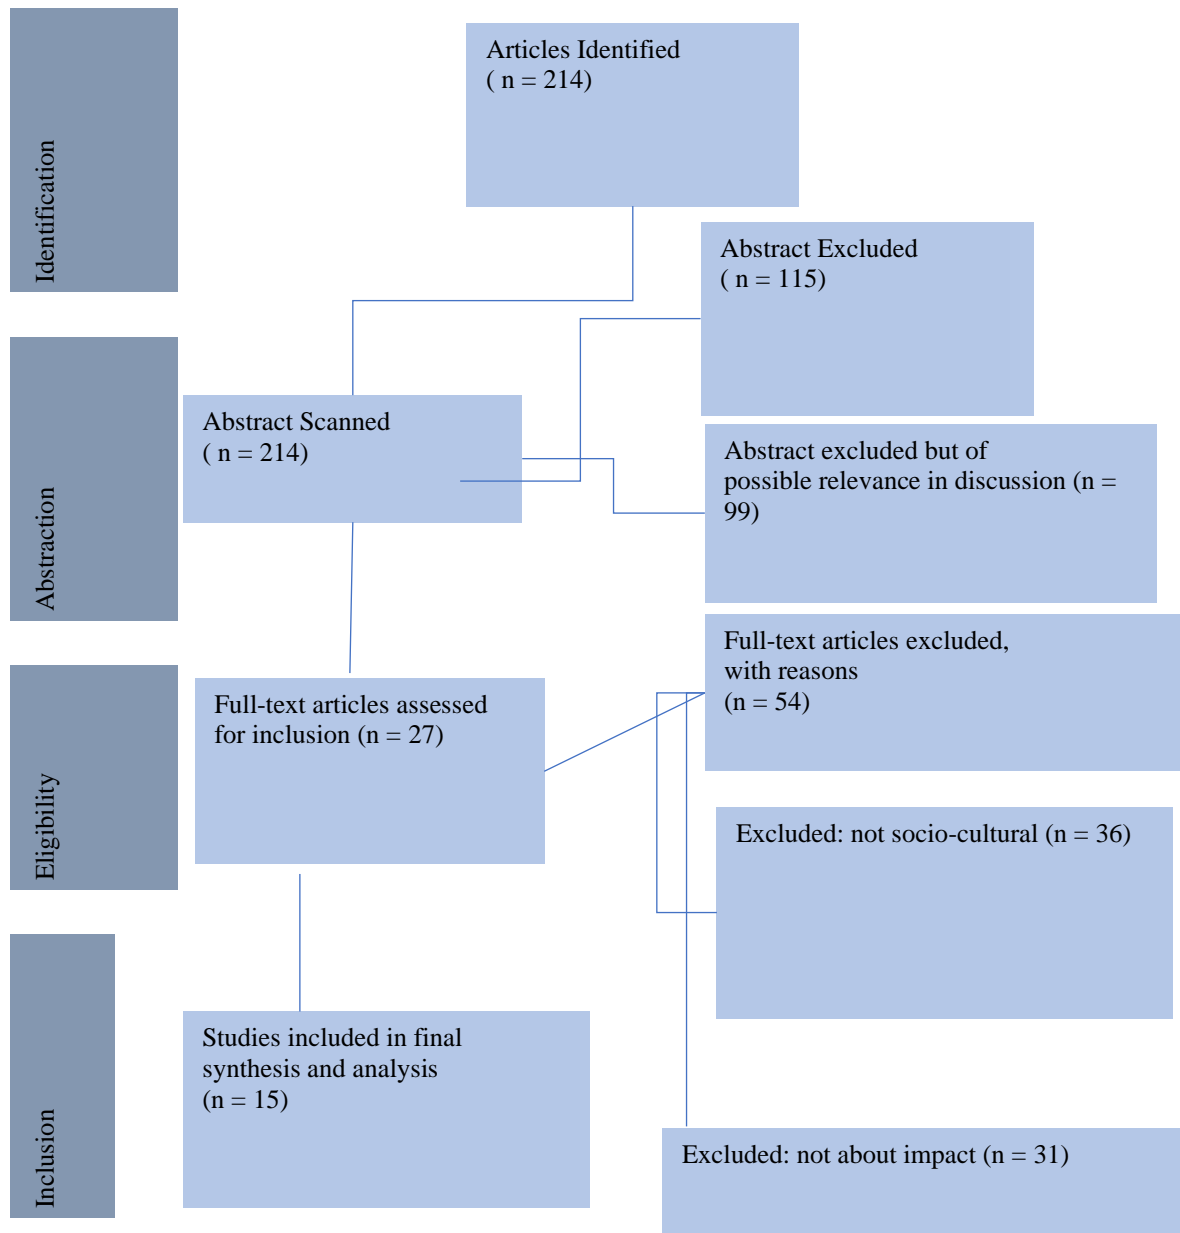 Identification
Articles Identified
( n = 214)
Abstract Excluded
( n = 115)
Abstraction
Abstract Scanned
( n = 214)
Abstract excluded but of
possible relevance in discussion (n =
99)
Eligibility
Full-text articles assessed
for inclusion (n = 27)
Full-text articles excluded,
with reasons
(n = 54)
Excluded: not socio-cultural (n = 36)
Inclusion
Studies included in final
synthesis and analysis
(n = 15)
Excluded: not about impact (n = 31)